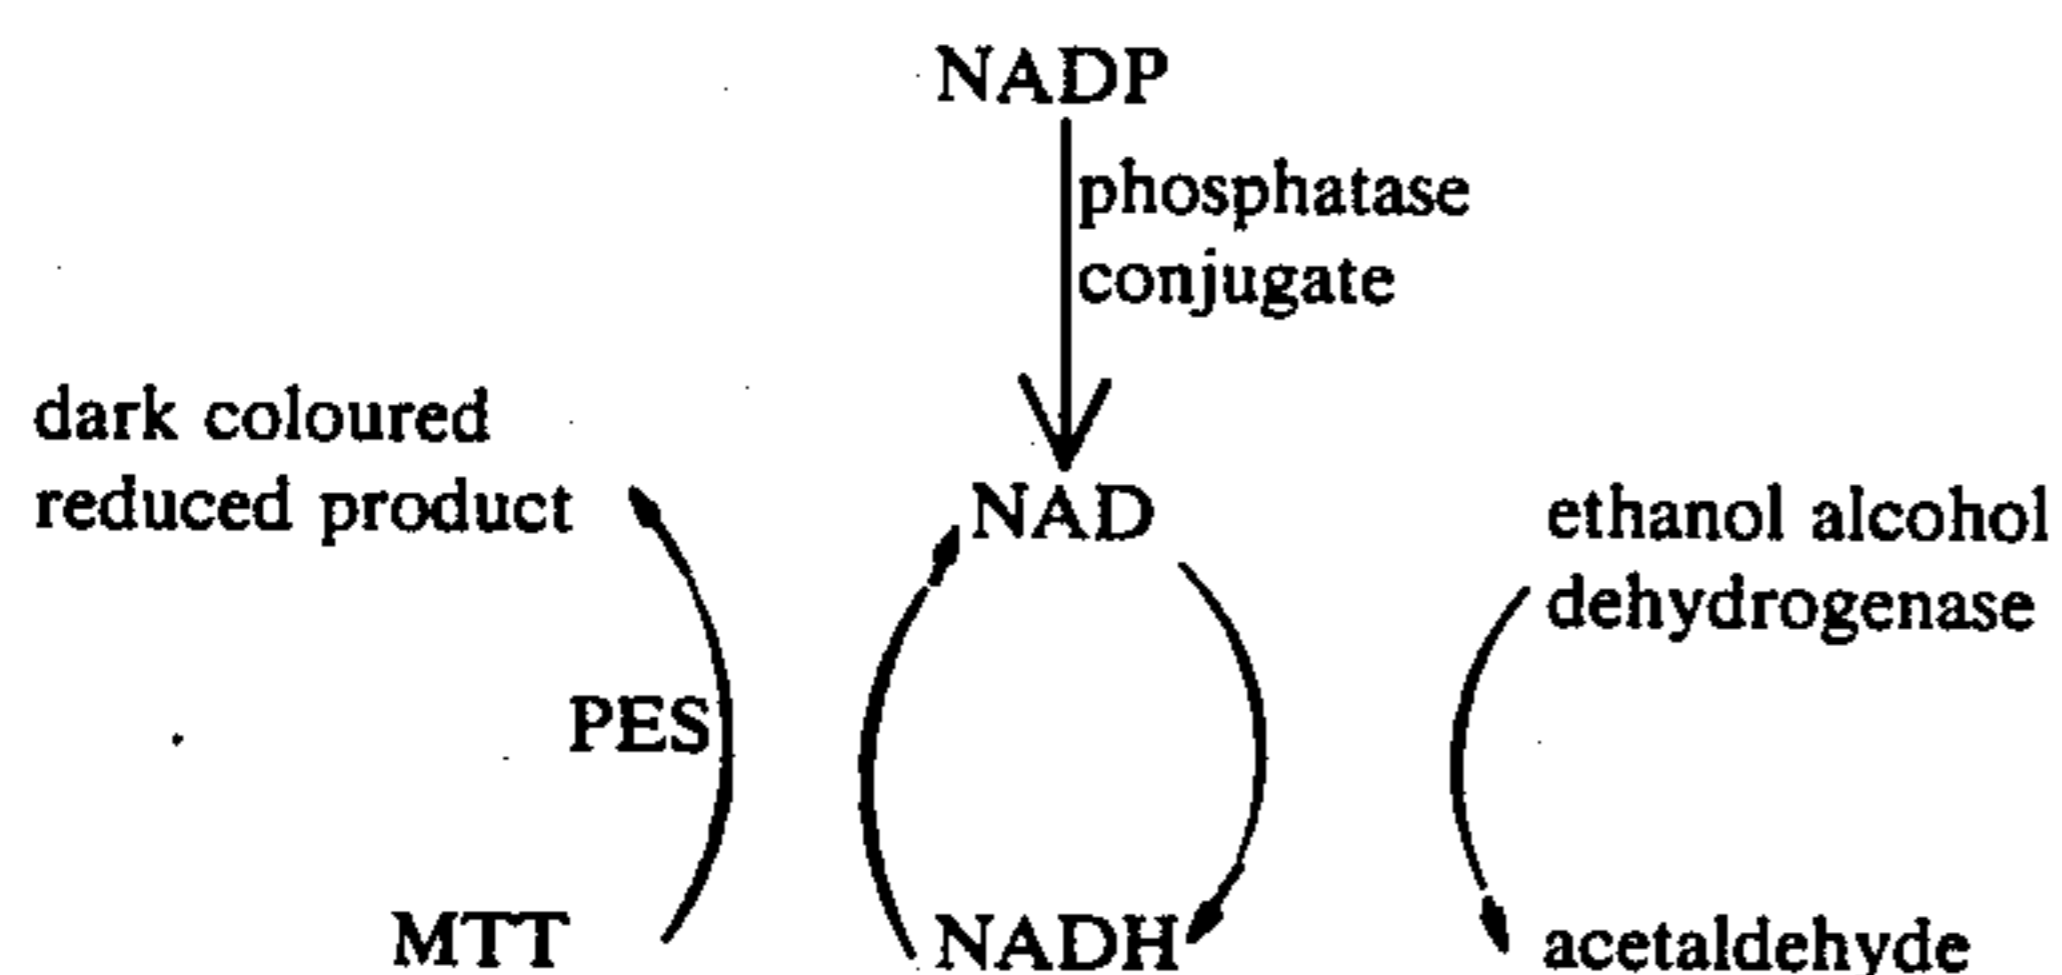 NADP
phosphatase
conjugate
dark coloured
reduced product
NAD
ethanol alcohol
dehydrogenase
PES
MTT
NADH
acetaldehyde